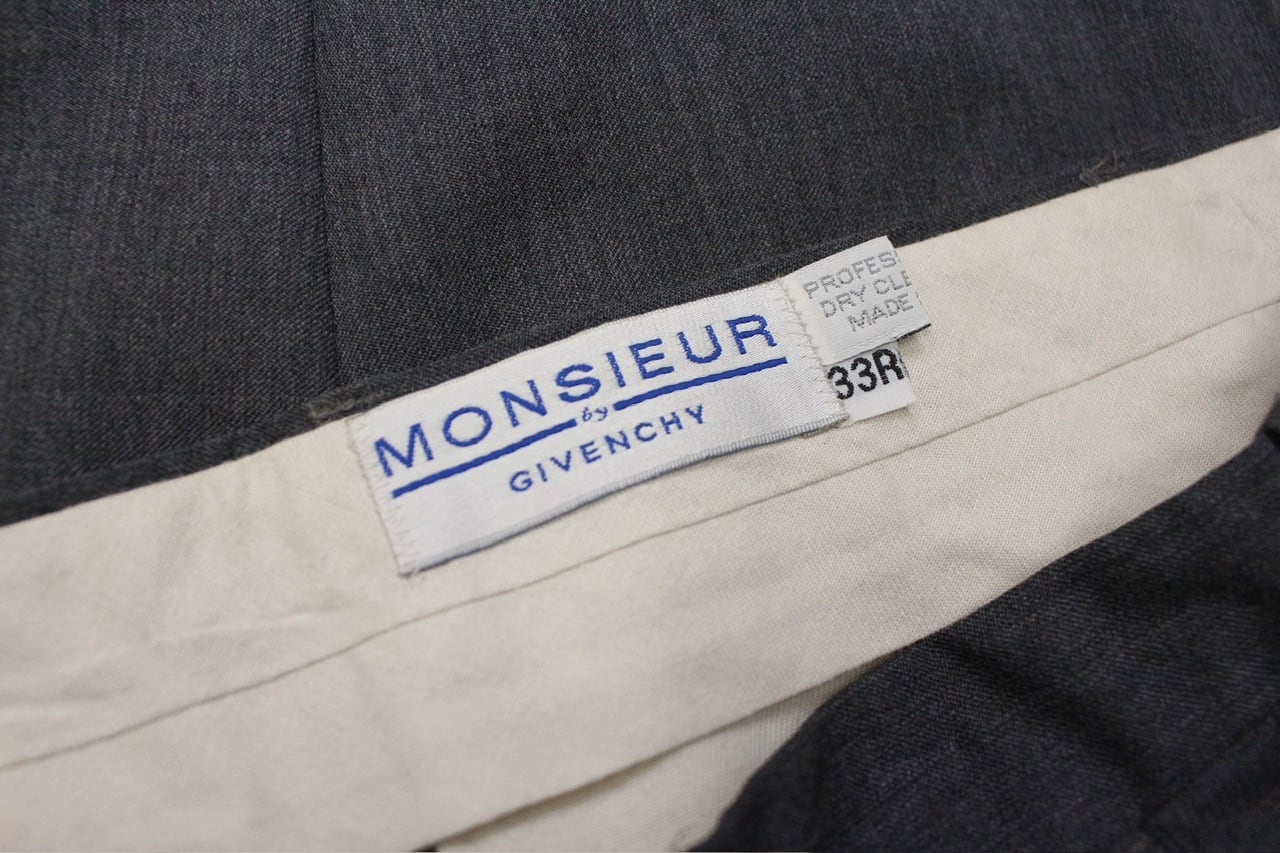 MONSIEUR
by
GIVENCHY
PROFES
DRY CLE
MADE
33R